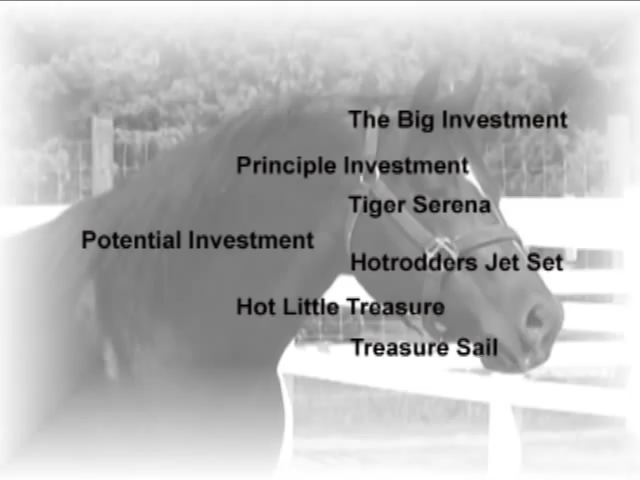 The Big Investment
Principle Investment
Tiger Serena
Potential Investment
Hotrodders Jet Set
Hot Little Treasure
Treasure Sail